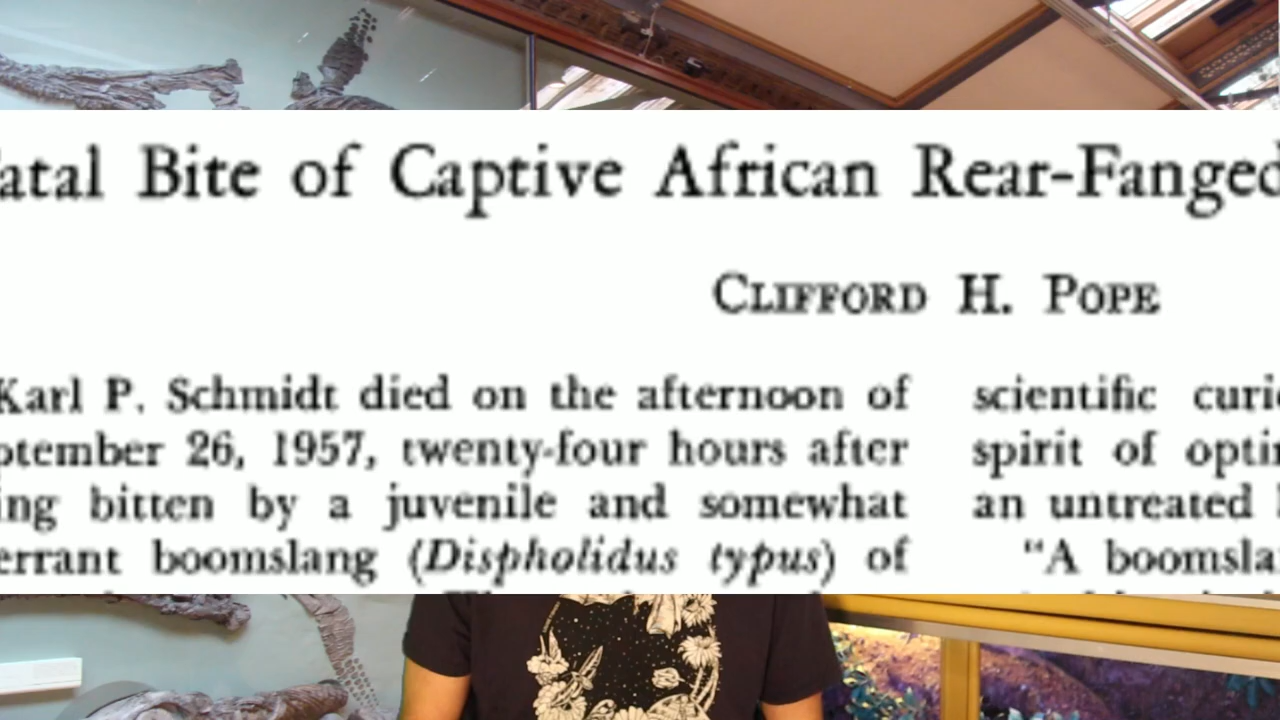 atal Bite of Captive African Rear-Fanged
CLIFFORD H. POPE
Karl P. Schmidt died on the afternoon of
ptember 26, 1957, twenty-four hours after
ing bitten by a juvenile and somewhat
errant boomslang (Dispholidus typus) of
scientific curi
spirit of opti
an untreated
"A boomsla